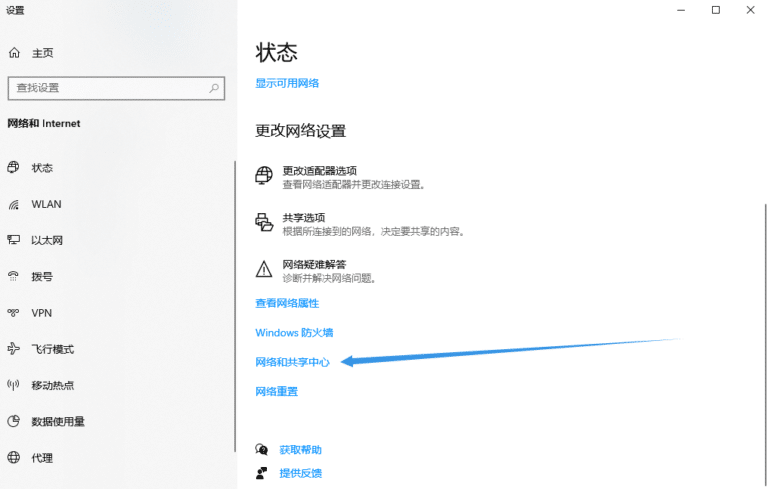 设置
主页
查找设置
网络和 Internet
状态
WLAN
以太网
拨号
VPN
飞行模式
移动热点
数据使用量
代理
状态
显示可用网络
更改网络设置
更改适配器选项
查看网络适配器并更改连接设置。
共享选项
根据所连接到的网络，决定要共享的内容。
网络疑难解答
诊断并解决网络问题。
查看网络属性
Windows 防火墙
网络和共享中心
网络重置
获取帮助
提供反馈